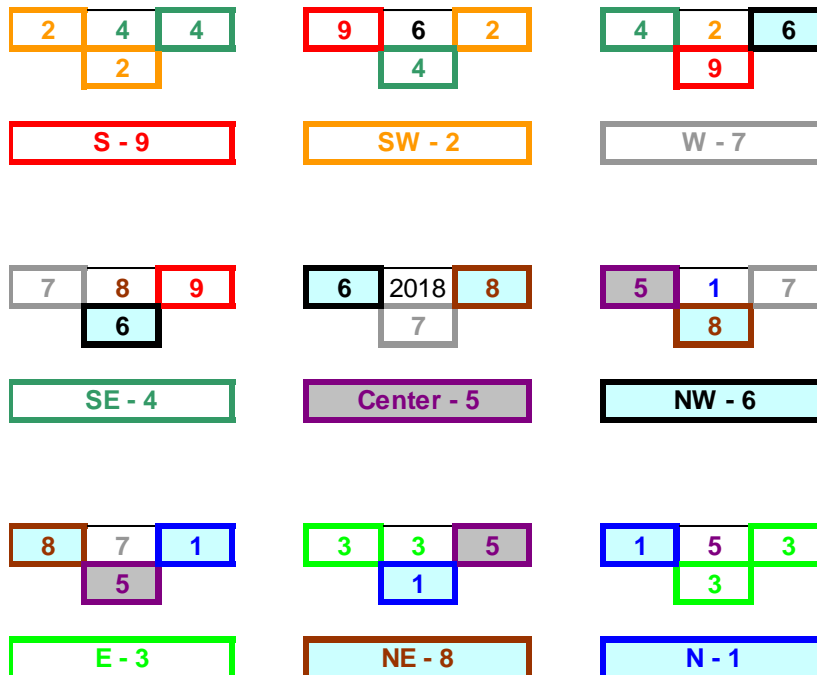 2 4 4 9 6 2 4 2 6
2 4 9
S - 9 SW - 2 W - 7
7 8 9 6 2018 8 5 1 7
6 7 8
SE - 4 Center - 5 NW - 6
8 7 1 3 3 5 1 5 3
5 1 3
E - 3 NE - 8 N - 1